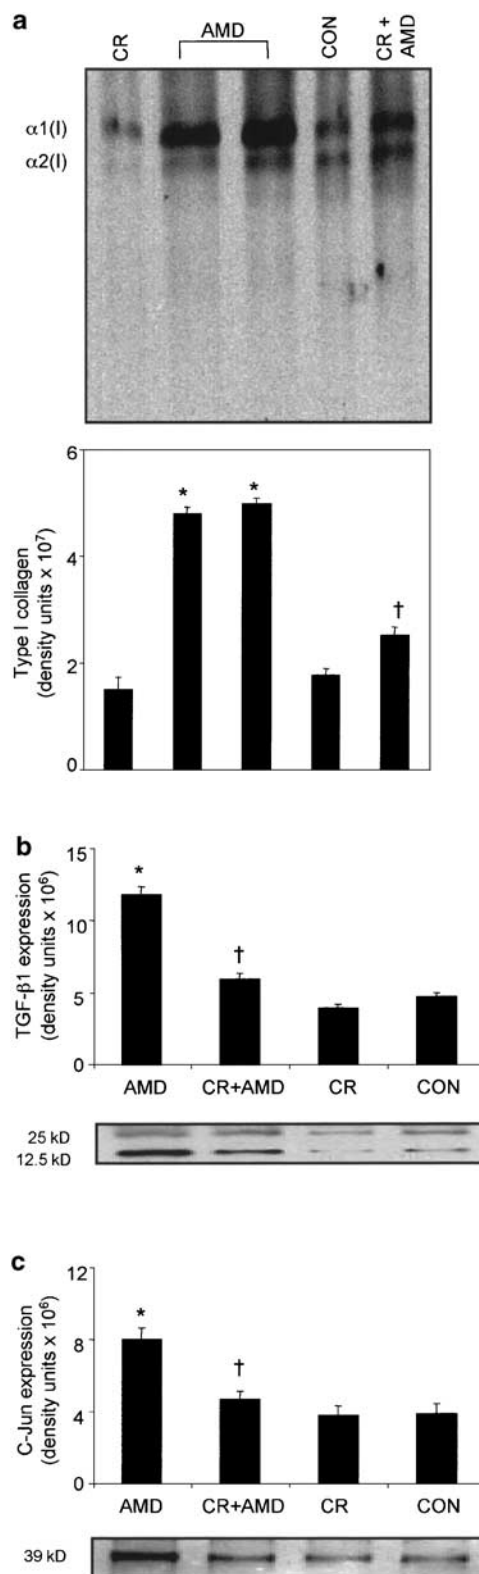 a
CR
AMD
CON
CR +
AMD
α1(I)
α2(I)
Type I collagen
(density units x 10⁷)
6
4
2
0
*
*
†
b
TGF-β1 expression
(density units x 10⁶)
15
10
5
0
*
†
AMD CR+AMD CR CON
25 kD
12.5 kD
c
C-Jun expression
(density units x 10⁶)
12
8
4
0
*
†
AMD CR+AMD CR CON
39 kD